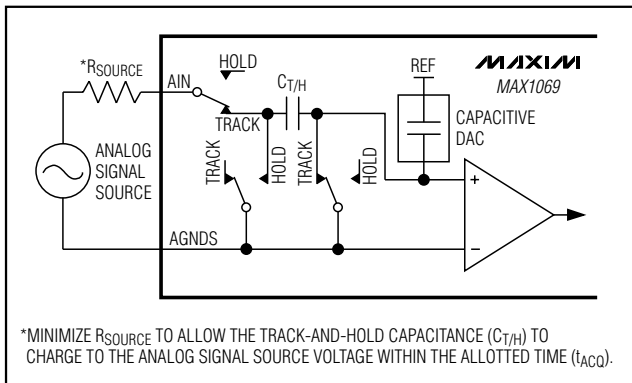 *RSOURCE
AIN
HOLD
TRACK
CT/H
REF
MAXIM
MAX1069
CAPACITIVE
DAC
ANALOG
SIGNAL
SOURCE
TRACK
HOLD
TRACK
HOLD
+
−
AGNDS
*MINIMIZE RSOURCE TO ALLOW THE TRACK-AND-HOLD CAPACITANCE (CT/H) TO
CHARGE TO THE ANALOG SIGNAL SOURCE VOLTAGE WITHIN THE ALLOTTED TIME (tACQ).